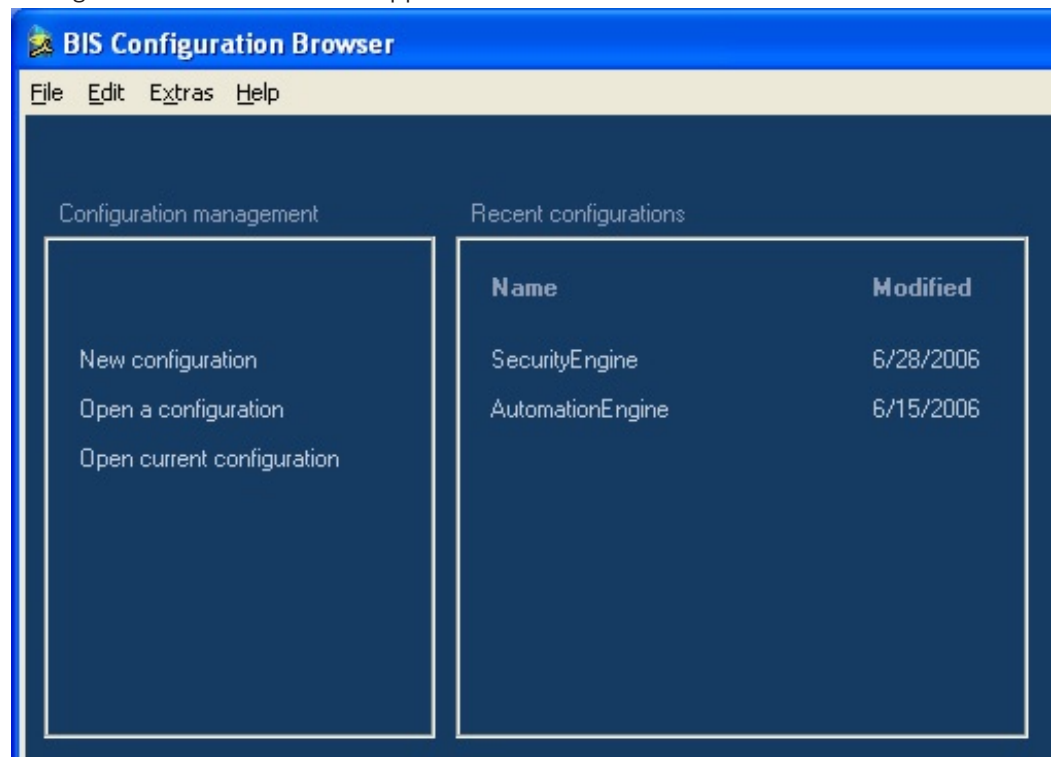 BIS Configuration Browser
File Edit Extras Help
Configuration management
New configuration
Open a configuration
Open current configuration
Recent configurations
Name Modified
SecurityEngine 6/28/2006
AutomationEngine 6/15/2006